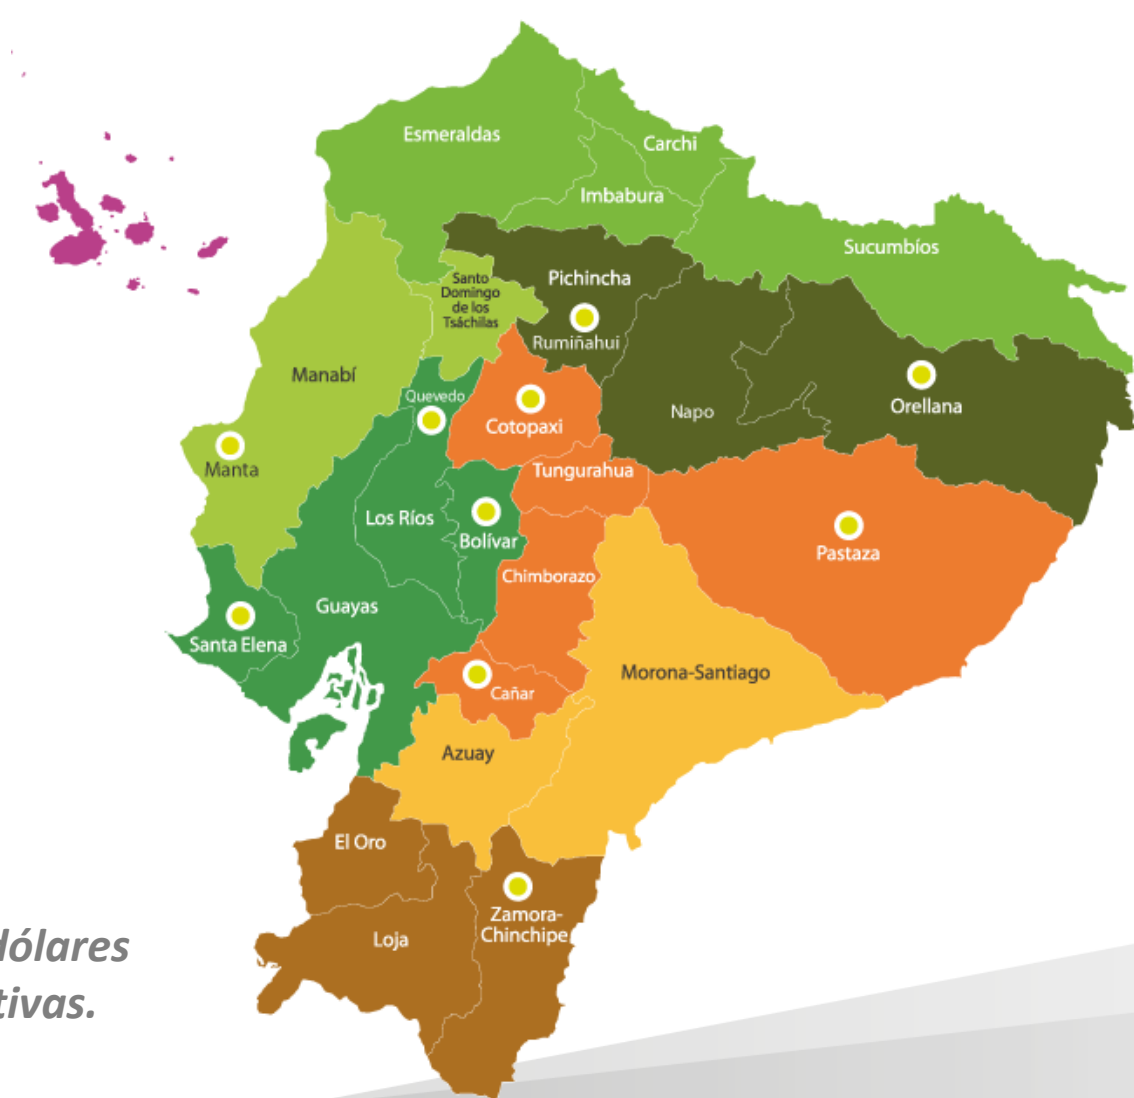 Esmeraldas
Carchi
Imbabura
Sucumbíos
Pichincha
Santo
Domingo
de los
Tsáchilas
Rumiñahui
Manabí
Quevedo
Napo
Orellana
Cotopaxi
Manta
Tungurahua
Los Ríos
Bolívar
Pastaza
Chimborazo
Guayas
Santa Elena
Morona-Santiago
Cañar
Azuay
El Oro
Zamora-
Chinchipe
Loja
dólares
tivas.